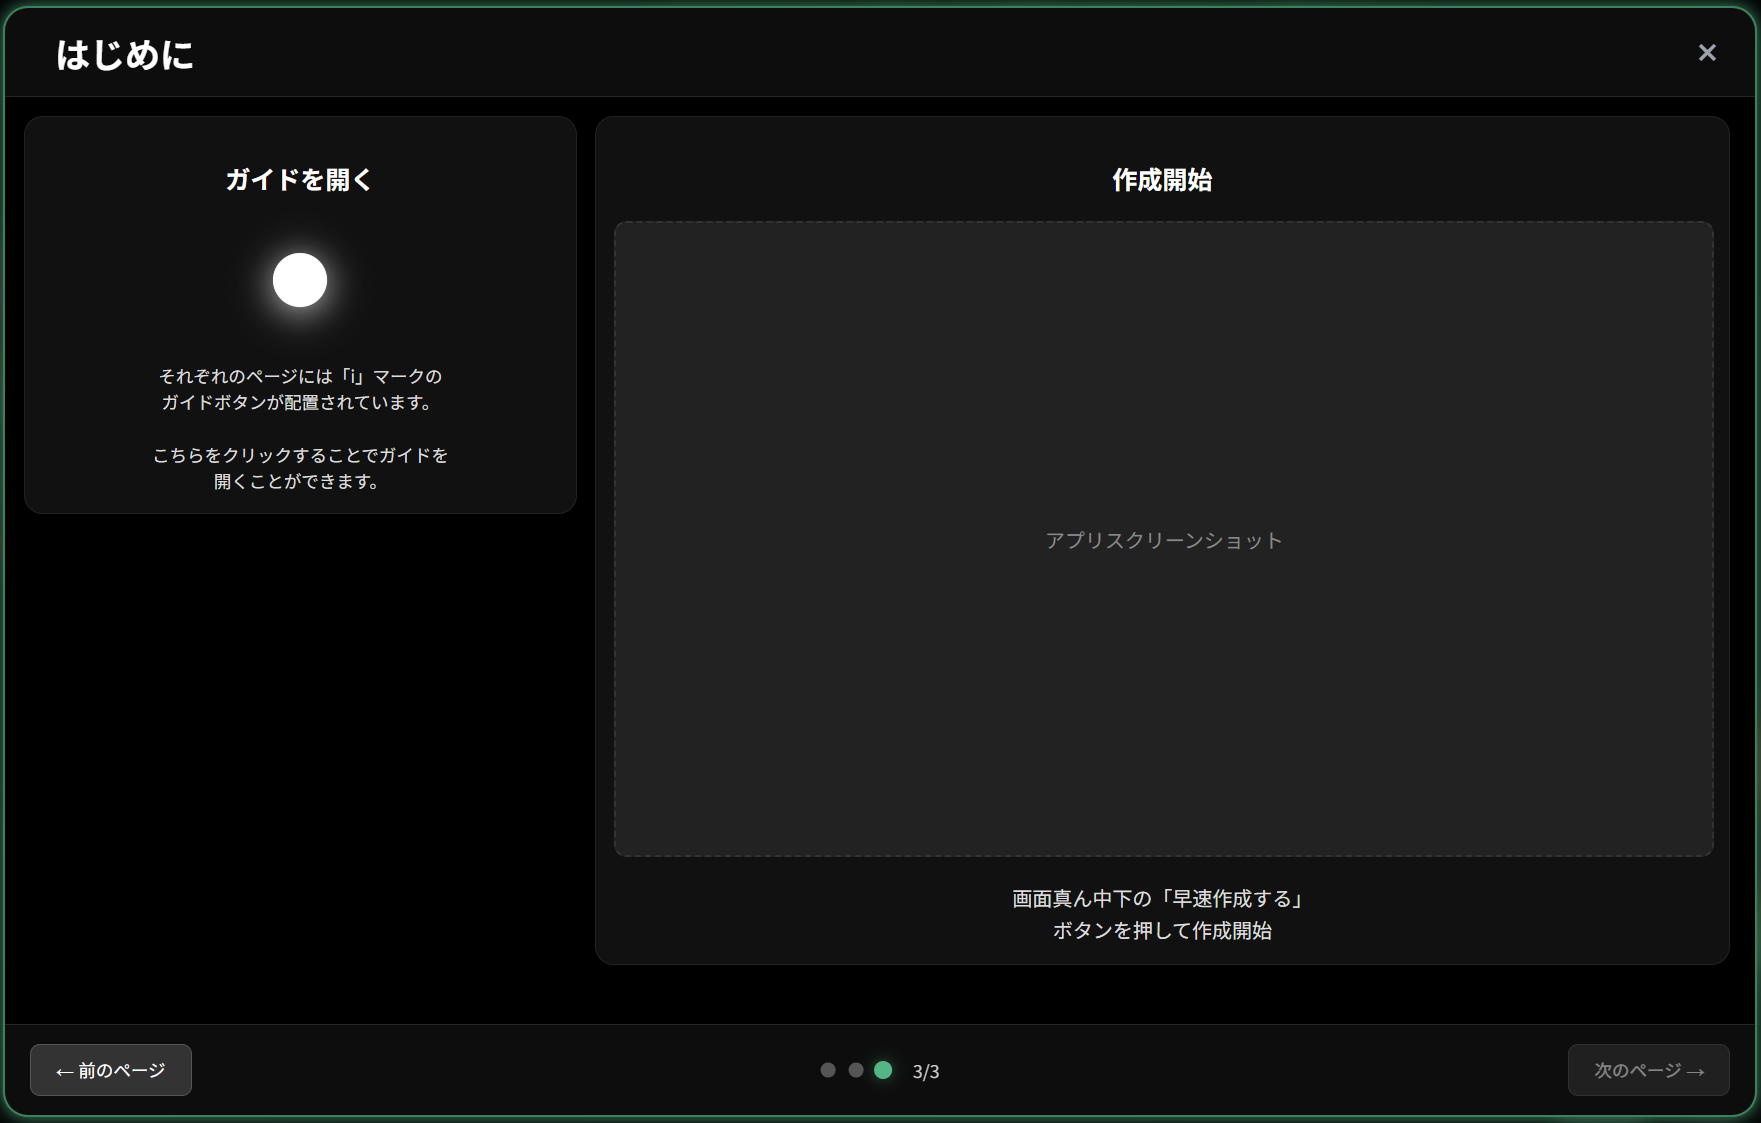 はじめに
×
ガイドを開く
それぞれのページには「i」マークの
ガイドボタンが配置されています。
こちらをクリックすることでガイドを
開くことができます。
作成開始
アプリスクリーンショット
画面真ん中下の「早速作成する」
ボタンを押して作成開始
← 前のページ
3/3
次のページ →